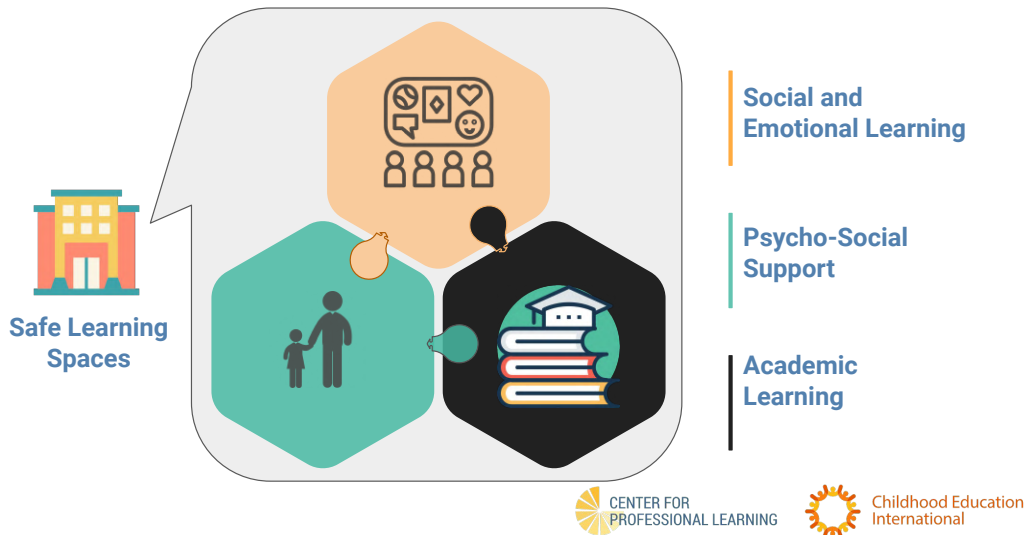 Safe Learning
Spaces
Social and
Emotional Learning
Psycho-Social
Support
Academic
Learning
CENTER FOR
PROFESSIONAL LEARNING
Childhood Education
International